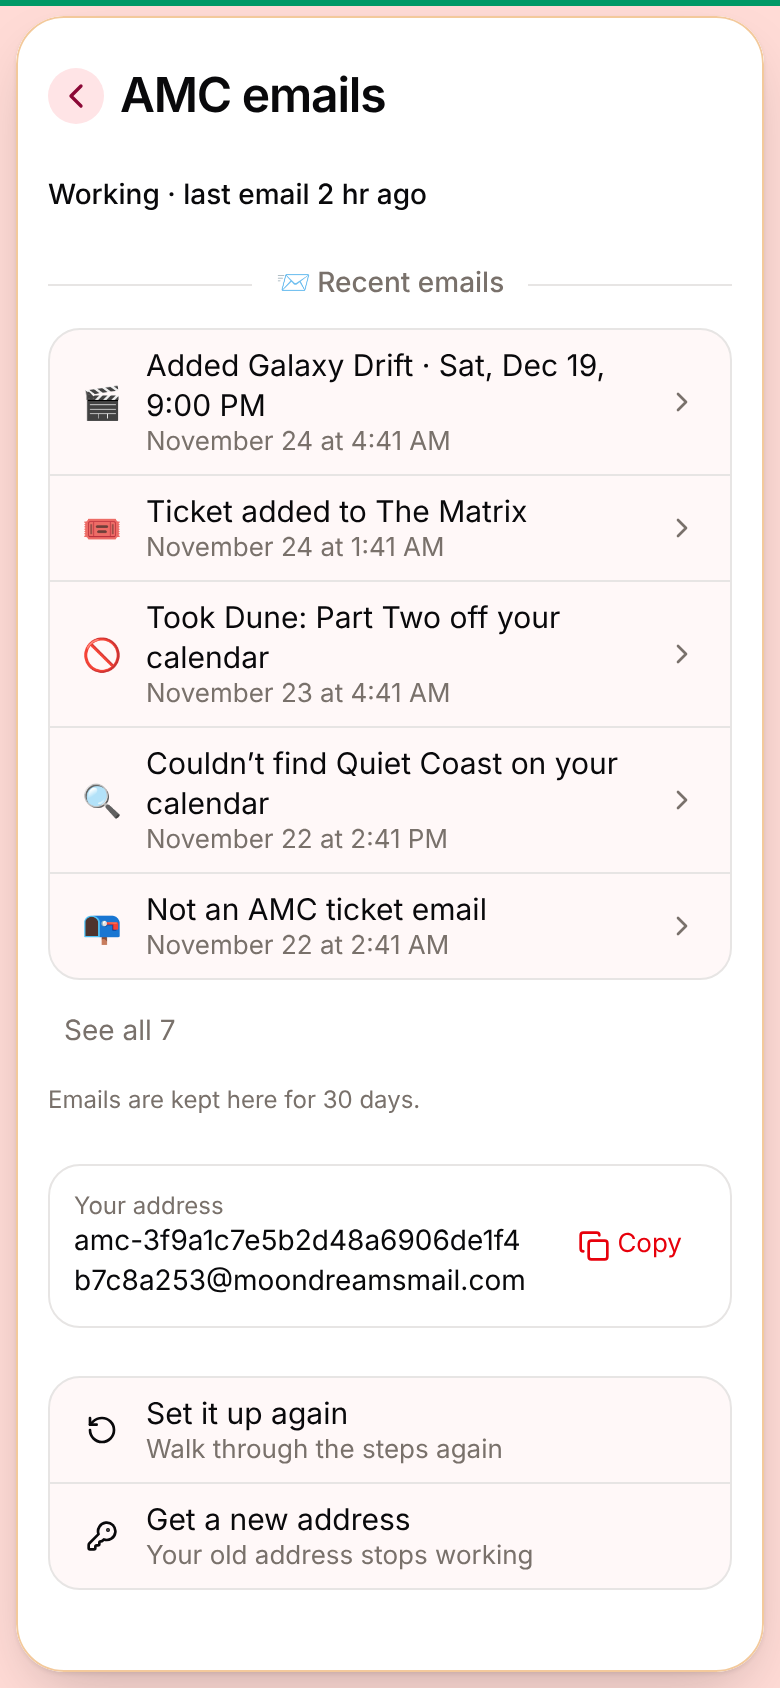 AMC emails
Working · last email 2 hr ago
📨 Recent emails
Added Galaxy Drift · Sat, Dec 19,
9:00 PM
November 24 at 4:41 AM
Ticket added to The Matrix
November 24 at 1:41 AM
Took Dune: Part Two off your
calendar
November 23 at 4:41 AM
Couldn’t find Quiet Coast on your
calendar
November 22 at 2:41 PM
Not an AMC ticket email
November 22 at 2:41 AM
See all 7
Emails are kept here for 30 days.
Your address
amc-3f9a1c7e5b2d48a6906de1f4
b7c8a253@moondreamsmail.com
Copy
Set it up again
Walk through the steps again
Get a new address
Your old address stops working